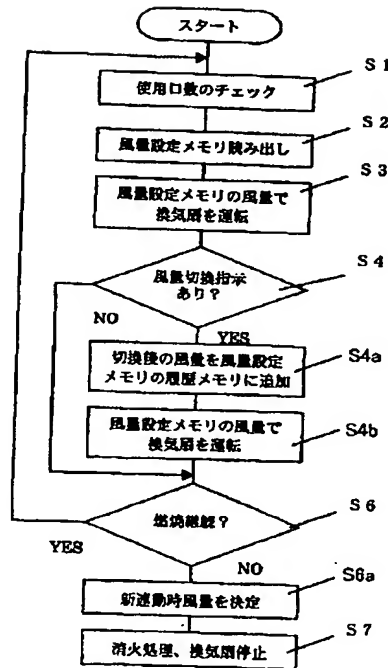 スタート
S 1
使用口数のチェック
S 2
風量設定メモリ読み出し
S 3
風量設定メモリの風量で
換気扇を運転
S 4
風量切換指示
あり？
NO
YES
S4a
切換後の風量を風量設定
メモリの履歴メモリに追加
S4b
風量設定メモリの風量で
換気扇を運転
S 6
燃焼継続？
YES
NO
S6a
新連動時風量を決定
S 7
消火処理、換気扇停止